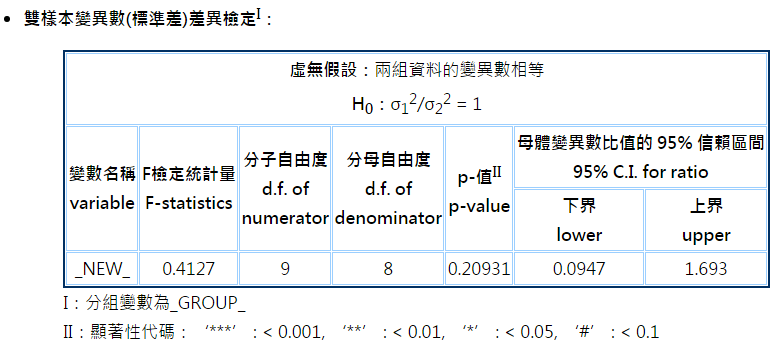 • 雙樣本變異數(標準差)差異檢定I：
虛無假設：兩組資料的變異數相等
H0：σ1²/σ2² = 1
變數名稱
variable
F檢定統計量
F-statistics
分子自由度
d.f. of
numerator
分母自由度
d.f. of
denominator
p-值II
p-value
母體變異數比值的 95% 信賴區間
95% C.I. for ratio
下界
lower
上界
upper
_NEW_ 0.4127 9 8 0.20931 0.0947 1.693
I：分組變數為_GROUP_
II：顯著性代碼： ‘***’ : < 0.001, ‘**’ : < 0.01, ‘*’ : < 0.05, ‘#’ : < 0.1